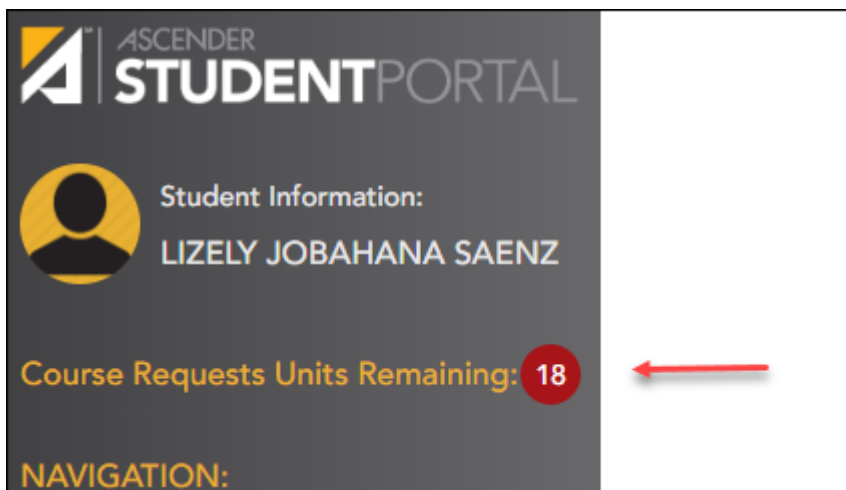 ASCENDER
STUDENTPORTAL
Student Information:
LIZELY JOBAHANA SAENZ
Course Requests Units Remaining: 18
NAVIGATION: